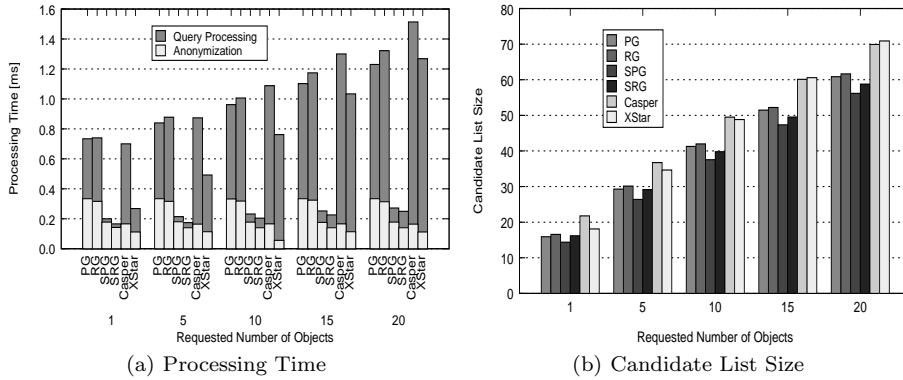 1.6
1.4
1.2
1.0
0.8
0.6
0.4
0.2
0.0
Processing Time [ms]
Query Processing
Anonymization
PG RG SPG SRG Casper XStar PG RG SPG SRG Casper XStar PG RG SPG SRG Casper XStar PG RG SPG SRG Casper XStar PG RG SPG SRG Casper XStar
1 5 10 15 20
Requested Number of Objects
(a) Processing Time
80
70
60
50
40
30
20
10
0
Candidate List Size
PG
RG
SPG
SRG
Casper
XStar
1 5 10 15 20
Requested Number of Objects
(b) Candidate List Size